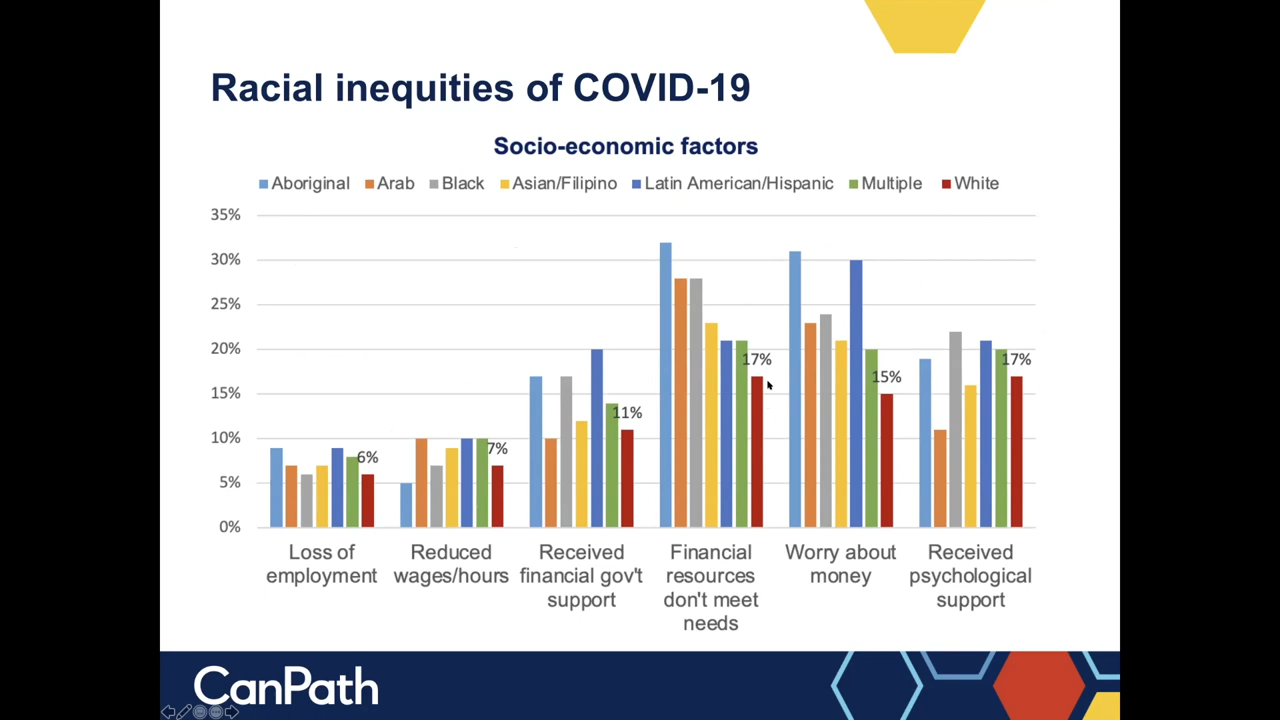 Racial inequities of COVID-19
Socio-economic factors
Aboriginal Arab Black Asian/Filipino Latin American/Hispanic Multiple White
35%
30%
25%
20%
15%
10%
5%
0%
6%
7%
11%
17%
15%
17%
Loss of
employment
Reduced
wages/hours
Received
financial gov't
support
Financial
resources
don't meet
needs
Worry about
money
Received
psychological
support
CanPath